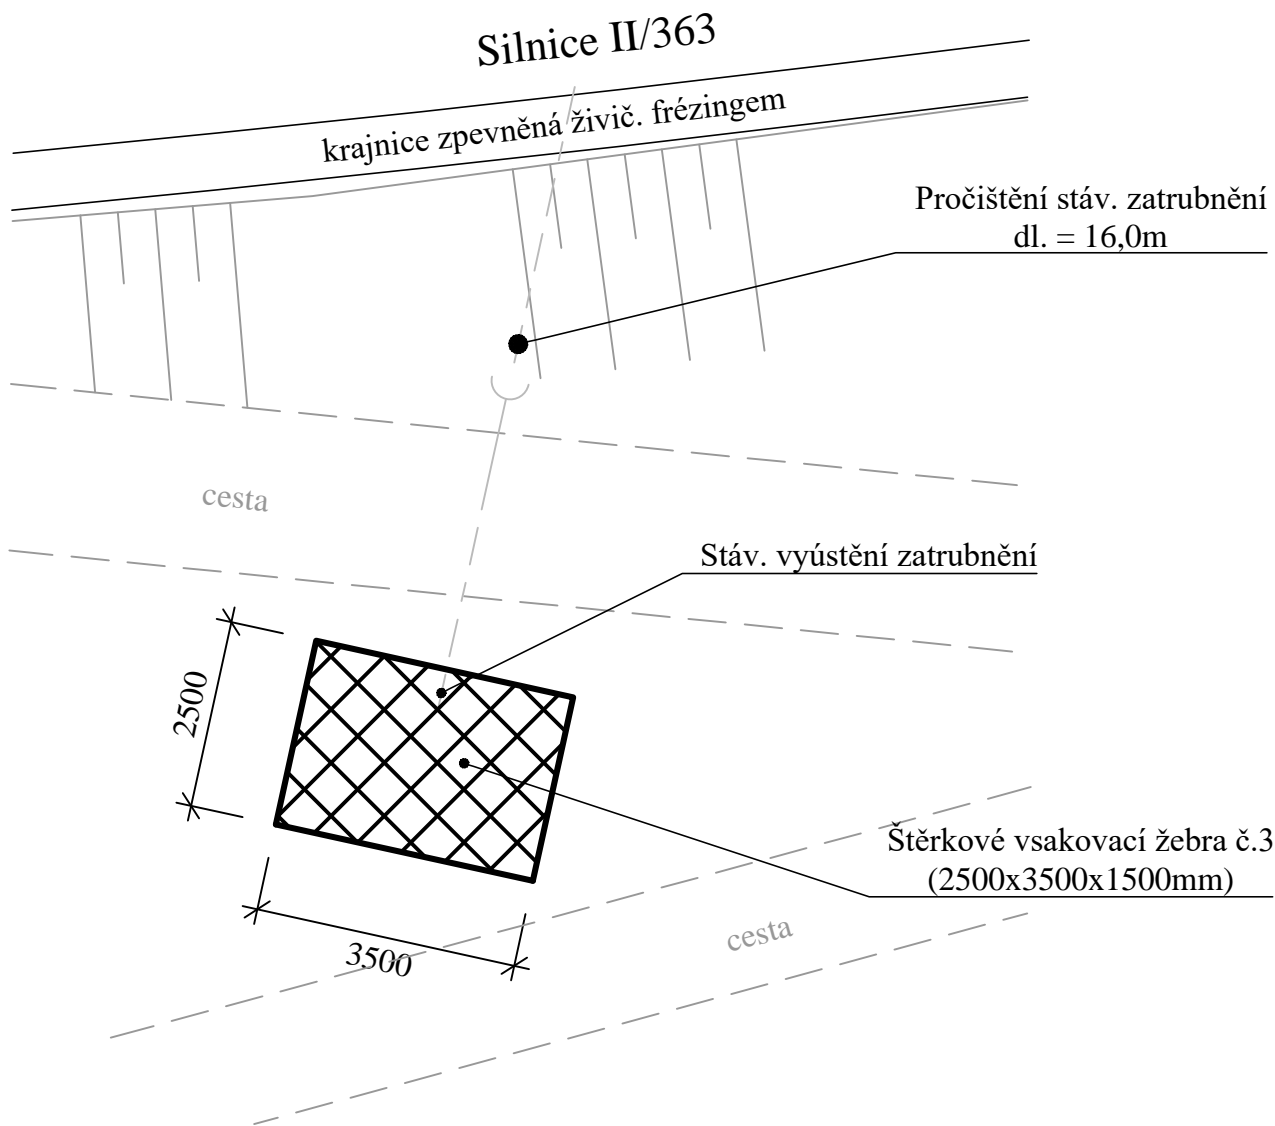 Silnice II/363
krajnice zpevněná živič. frézingem
Pročištění stáv. zatrubnění
dl. = 16,0m
cesta
Stáv. vyústění zatrubnění
2500
Štěrkové vsakovací žebra č.3
(2500x3500x1500mm)
cesta
3500